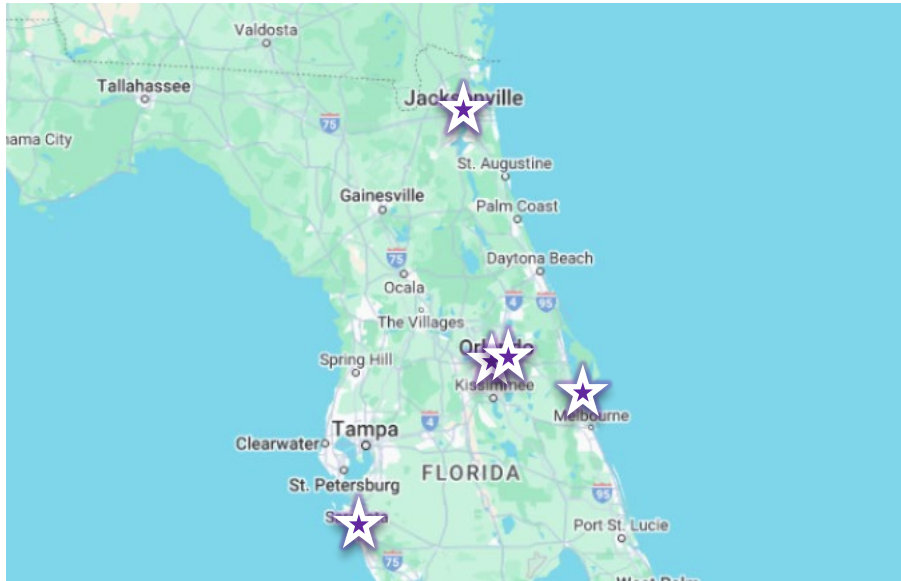 Valdosta
Tallahassee
75
ama City
St. Augustine
Gainesville
Palm Coast
75
Daytona Beach
Ocala
4
95
The Villages
Spring Hill
Kissimmee
Melbourne
4
Tampa
Clearwater
FLORIDA
St. Petersburg
95
Port St. Lucie
75